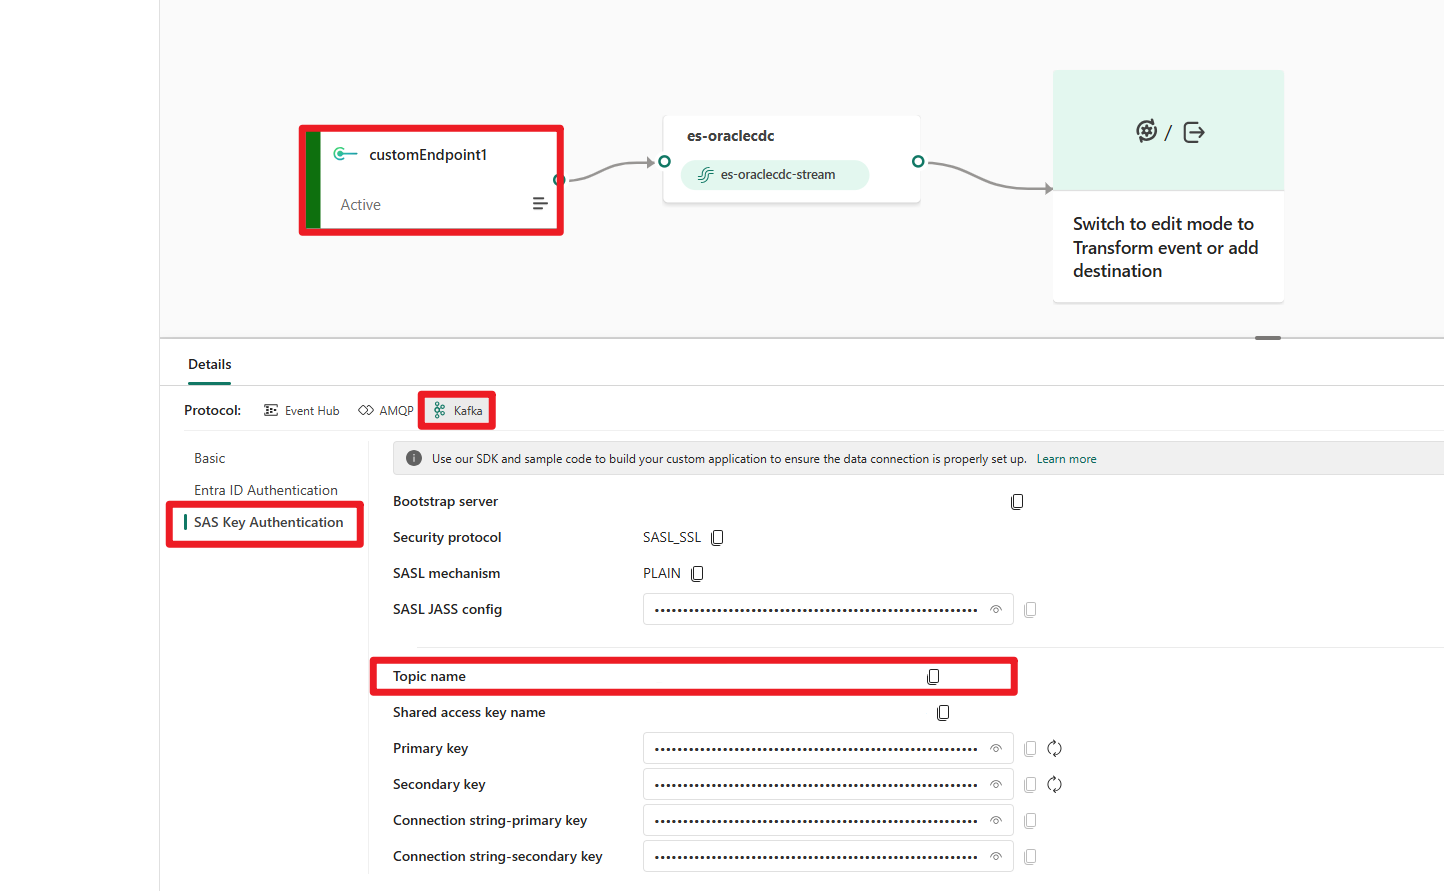 customEndpoint1
Active
es-oraclecdc
es-oraclecdc-stream
/
Switch to edit mode to
Transform event or add
destination
Details
Protocol: Event Hub AMQP Kafka
Basic
Entra ID Authentication
SAS Key Authentication
Use our SDK and sample code to build your custom application to ensure the data connection is properly set up. Learn more
Bootstrap server
Security protocol SASL_SSL
SASL mechanism PLAIN
SASL JASS config
Topic name
Shared access key name
Primary key
Secondary key
Connection string-primary key
Connection string-secondary key